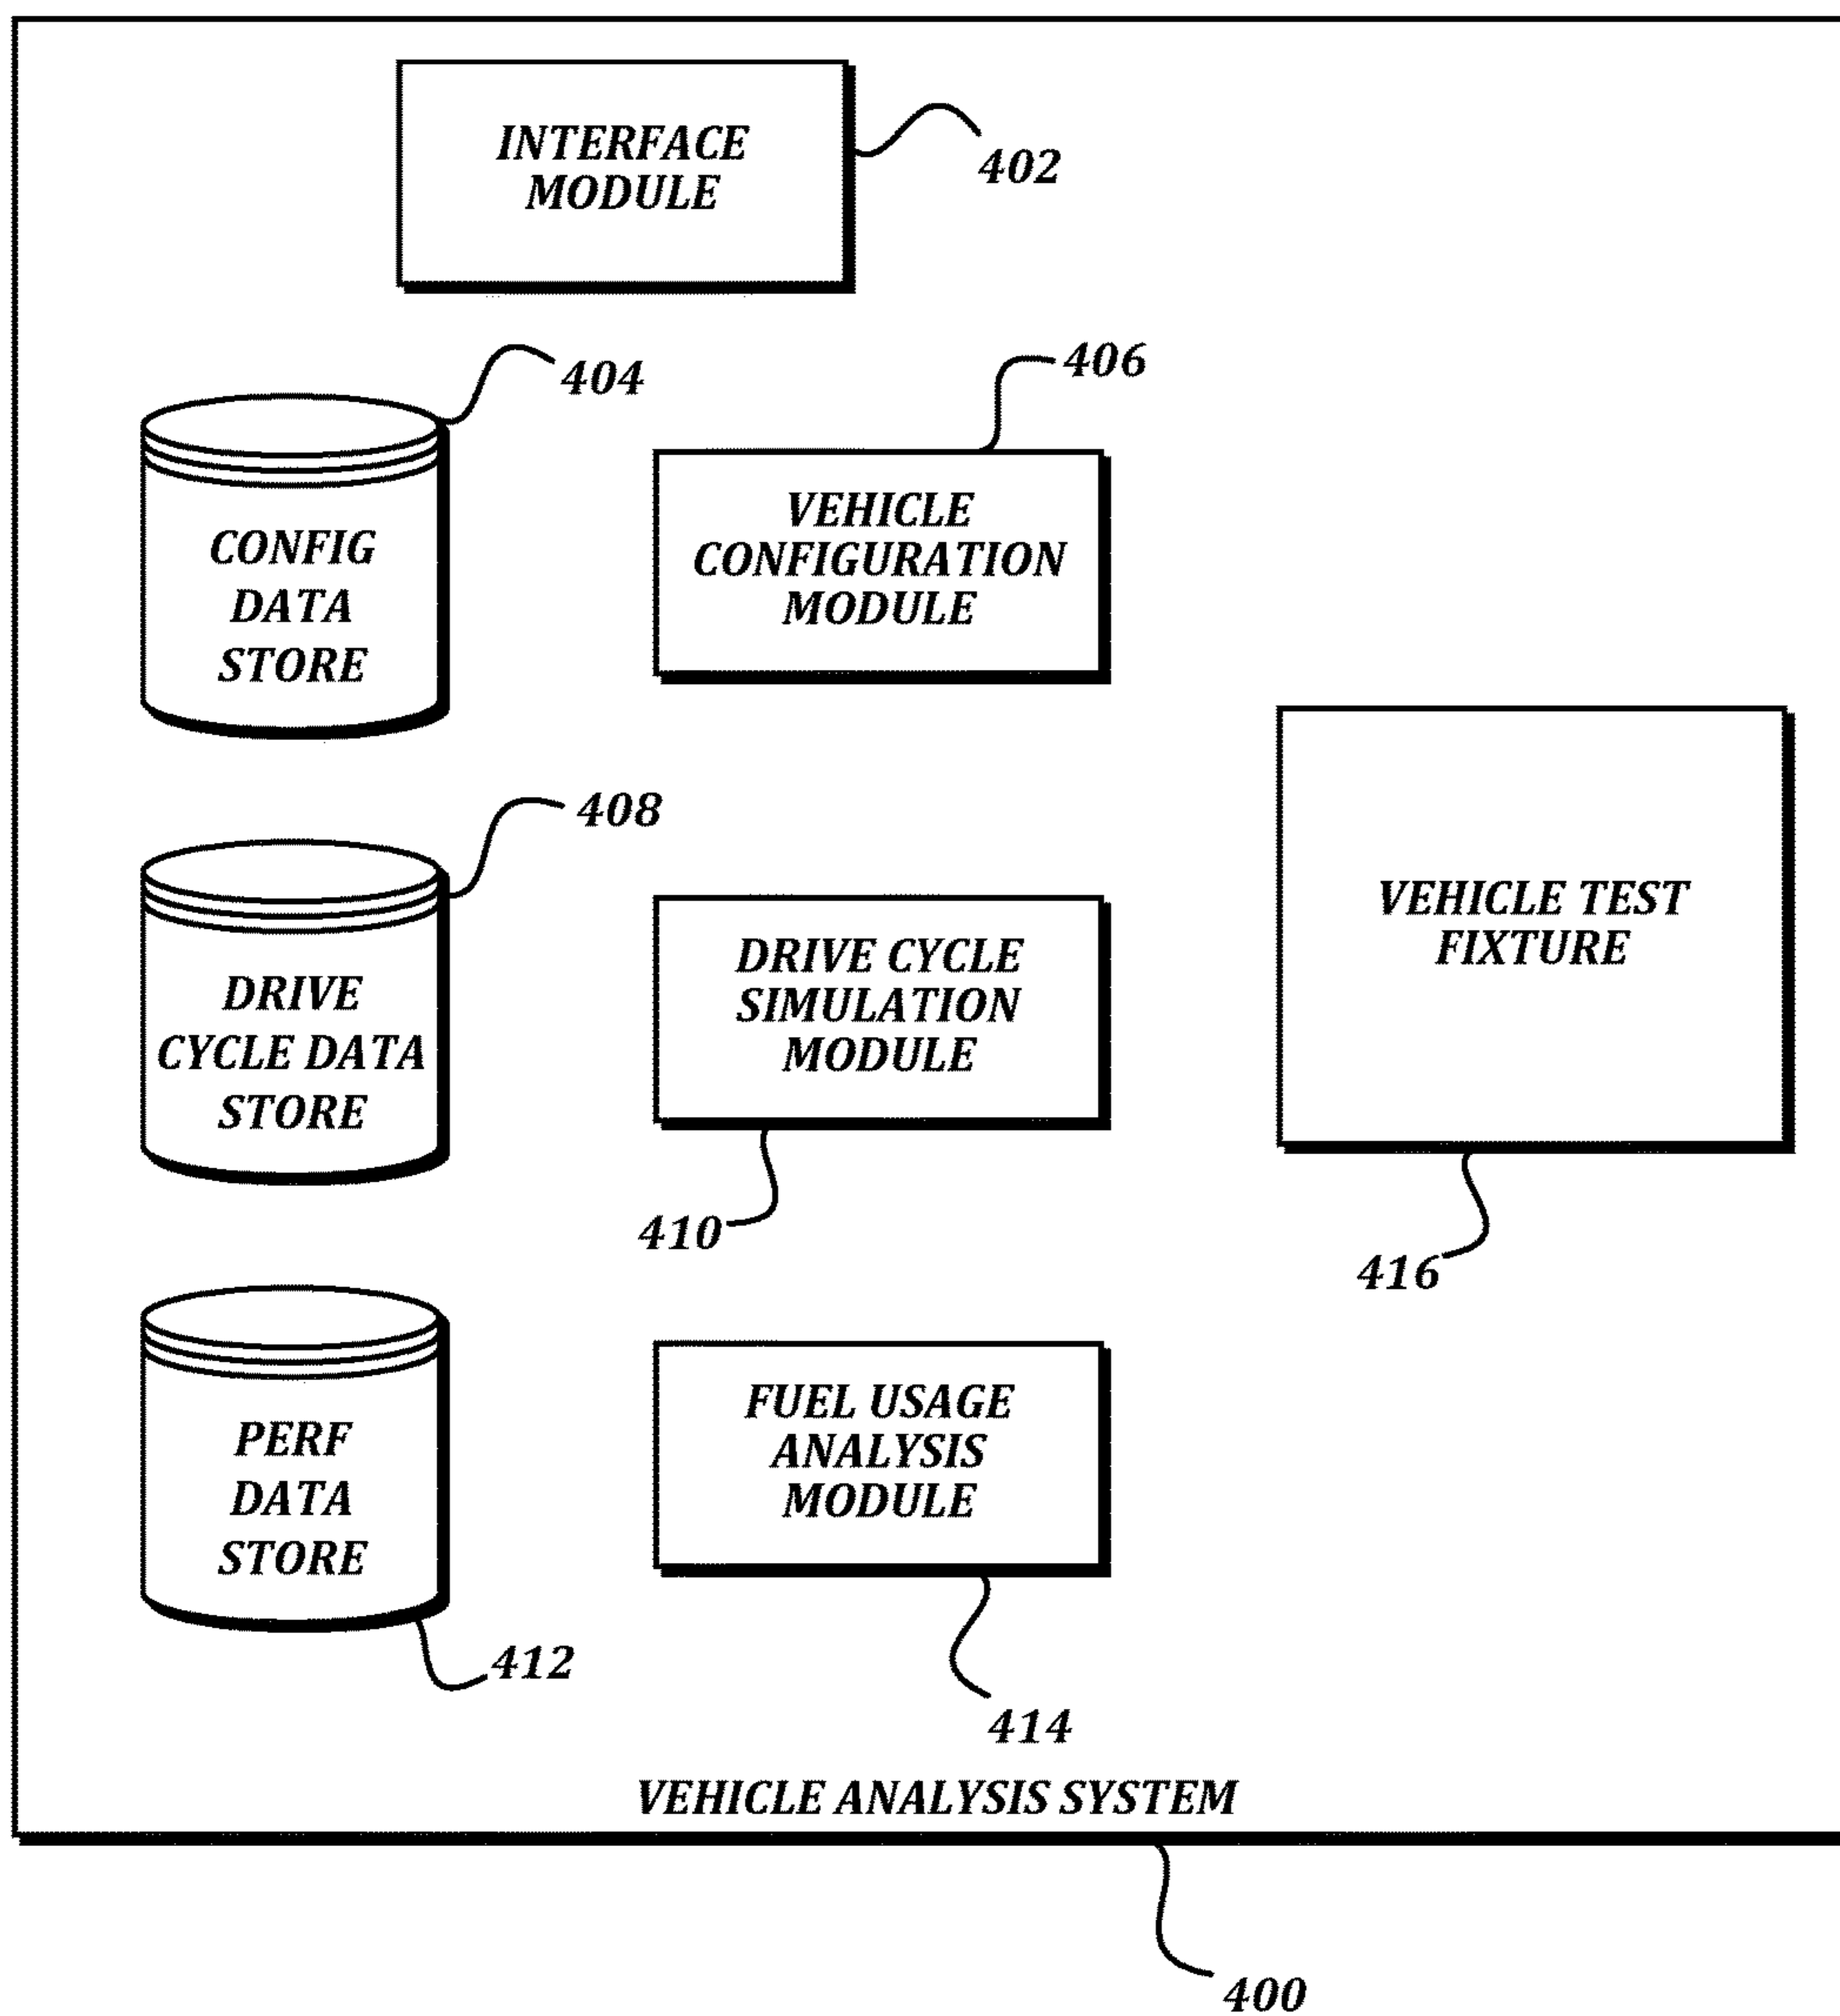 INTERFACE
MODULE
402
404
406
CONFIG
DATA
STORE
VEHICLE
CONFIGURATION
MODULE
408
DRIVE
CYCLE DATA
STORE
DRIVE CYCLE
SIMULATION
MODULE
410
VEHICLE TEST
FIXTURE
416
PERF
DATA
STORE
412
FUEL USAGE
ANALYSIS
MODULE
414
VEHICLE ANALYSIS SYSTEM
400